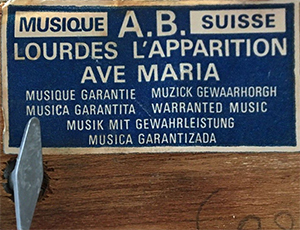 MUSIQUE A.B. SUISSE
LOURDES L'APPARITION
AVE MARIA
MUSIQUE GARANTIE MUZICK GEWAARHORGH
MUSICA GARANTITA WARRANTED MUSIC
MUSIK MIT GEWAHRLEISTUNG
MUSICA GARANTIZADA